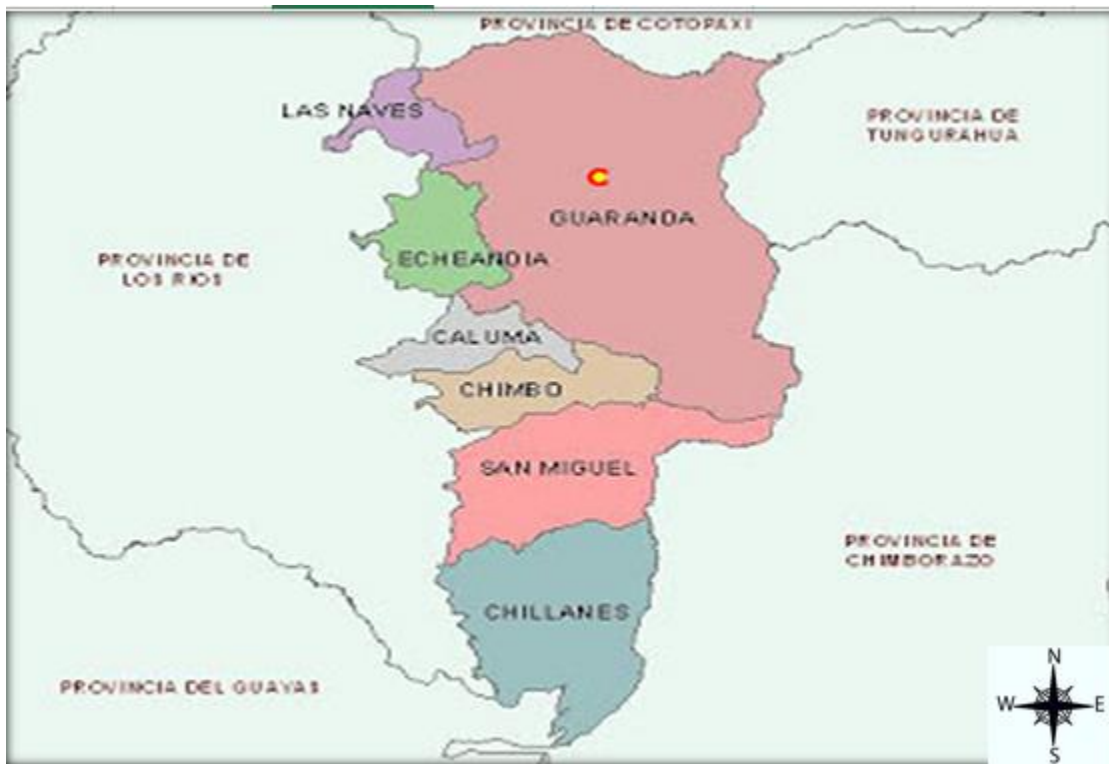 PROVINCIA DE COTOPAXI
LAS NAVES
PROVINCIA DE
TUNGURAHUA
C
GUARANDA
ECHEANDIA
PROVINCIA DE
LOS RIOS
CALUMA
CHIMBO
SAN MIGUEL
PROVINCIA DE
CHIMBORAZO
CHILLANES
PROVINCIA DEL GUAYAS
N
W
E
S